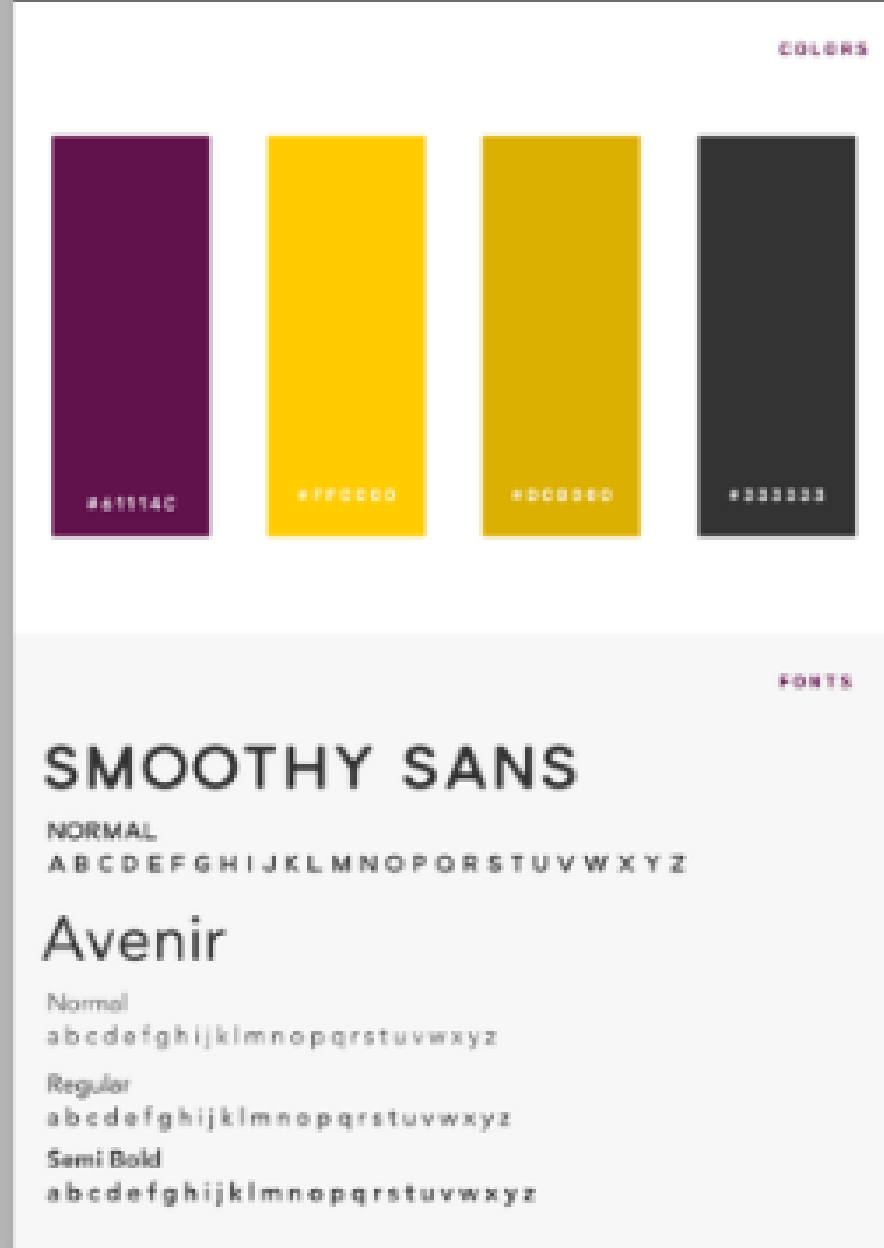 COLORS
#61114C
#FFCC00
#333333
FONTS
SMOOTHY SANS
NORMAL
A B C D E F G H I J K L M N O P Q R S T U V W X Y Z
Avenir
Normal
a b c d e f g h i j k l m n o p q r s t u v w x y z
Regular
a b c d e f g h i j k l m n o p q r s t u v w x y z
Semi Bold
a b c d e f g h i j k l m n o p q r s t u v w x y z